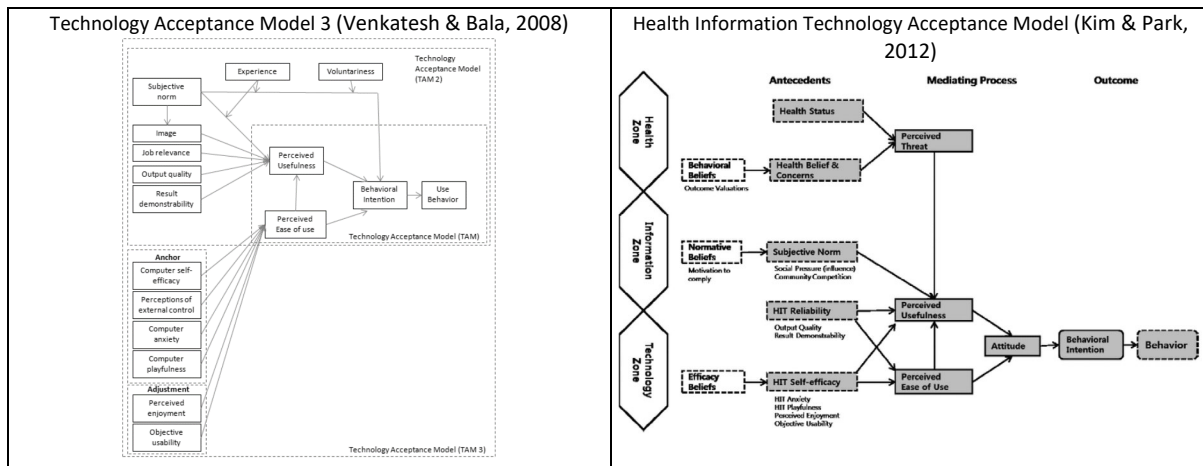 Technology Acceptance Model 3 (Venkatesh & Bala, 2008)
Experience
Voluntariness
Technology
Acceptance Model
(TAM 2)
Subjective
norm
Image
Job relevance
Output quality
Result
demonstrability
Perceived
Usefulness
Behavioral
Intention
Use
Behavior
Perceived
Ease of use
Technology Acceptance Model (TAM)
Anchor
Computer self-
efficacy
Perceptions of
external control
Computer
anxiety
Computer
playfulness
Adjustment
Perceived
enjoyment
Objective
usability
Technology Acceptance Model (TAM 3)
Health Information Technology Acceptance Model (Kim & Park,
2012)
Antecedents
Mediating Process
Outcome
Health
Zone
Health Status
Perceived
Threat
Behavioral
Beliefs
Outcome Valuations
Health Belief &
Concerns
Information
Zone
Normative
Beliefs
Motivation to
comply
Subjective Norm
Social Pressure (influence)
Community Competition
HIT Reliability
Output Quality
Result Demonstrability
Perceived
Usefulness
Attitude
Behavioral
Intention
Behavior
Technology
Zone
Efficacy
Beliefs
HIT Self-efficacy
HIT Anxiety
HIT Playfulness
Perceived Enjoyment
Objective Usability
Perceived
Ease of Use